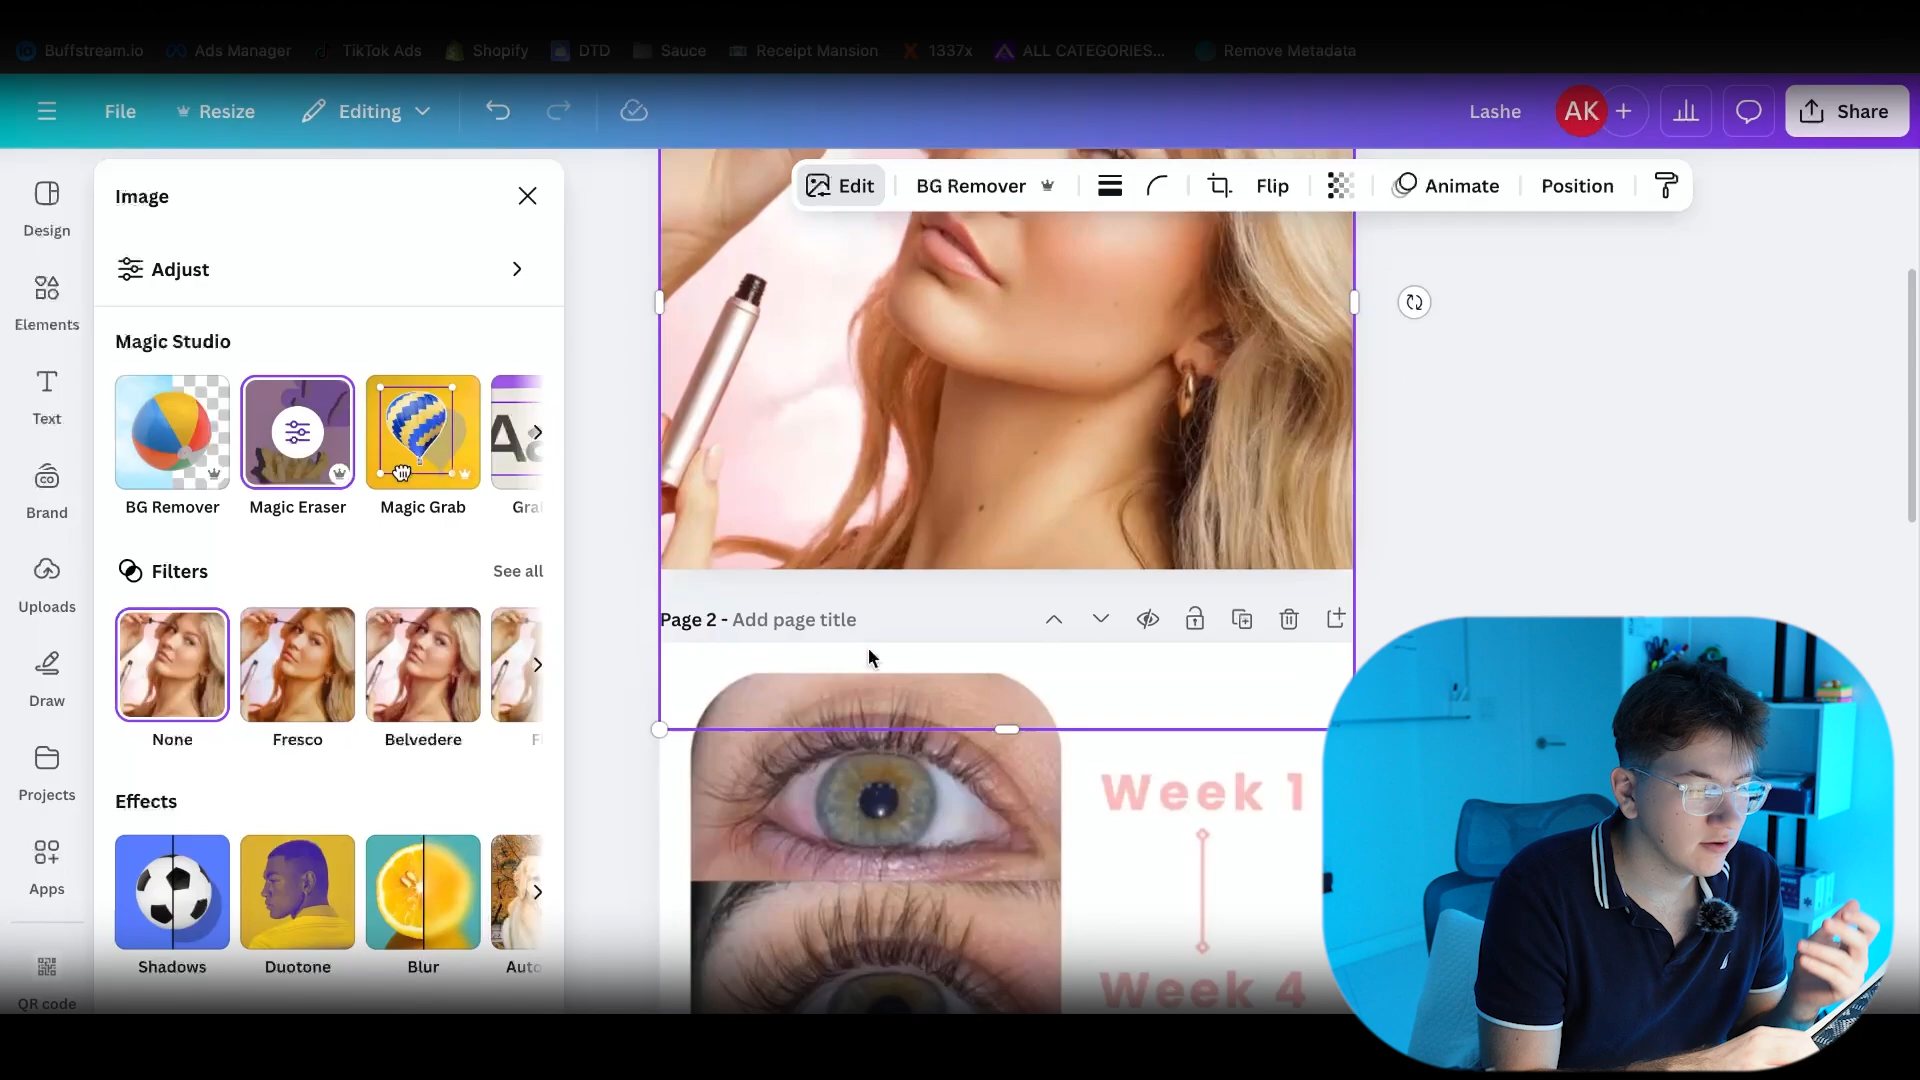 Buffstream.io Ads Manager TikTok Ads Shopify DTD Sauce Receipt Mansion 1337x ALL CATEGORIES... Remove Metadata
File Resize Editing Lashe AK Share
Design
Elements
Text
Brand
Uploads
Draw
Projects
Apps
QR code
Image
Adjust
Magic Studio
BG Remover Magic Eraser Magic Grab Gra
Filters See all
None Fresco Belvedere F
Effects
Shadows Duotone Blur Auto
Edit BG Remover Flip Animate Position
Page 2 - Add page title
Week 1
Week 4